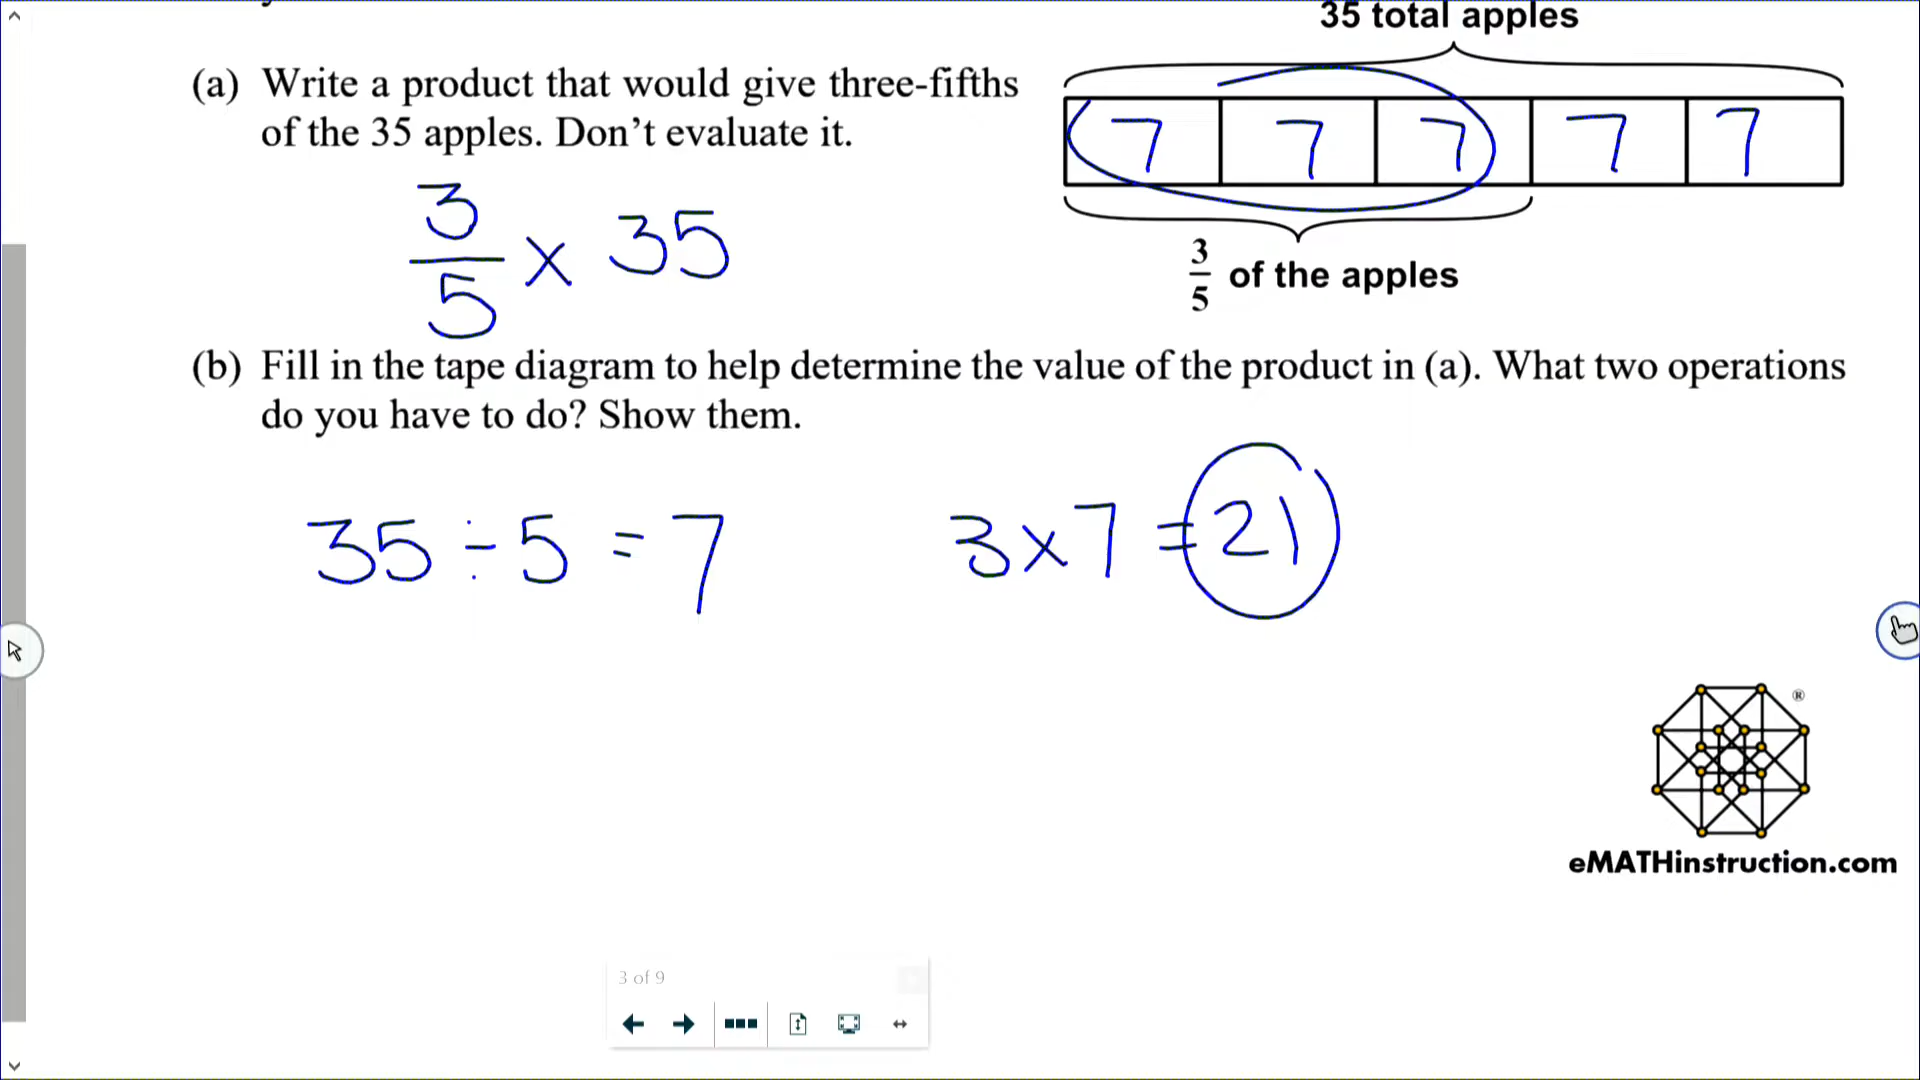 35 total apples
(a) Write a product that would give three-fifths
of the 35 apples. Don’t evaluate it.
7 7 7 7 7
3/5 × 35
3/5 of the apples
(b) Fill in the tape diagram to help determine the value of the product in (a). What two operations
do you have to do? Show them.
35 ÷ 5 = 7
3 × 7 = 21
®
eMATHinstruction.com
3 of 9